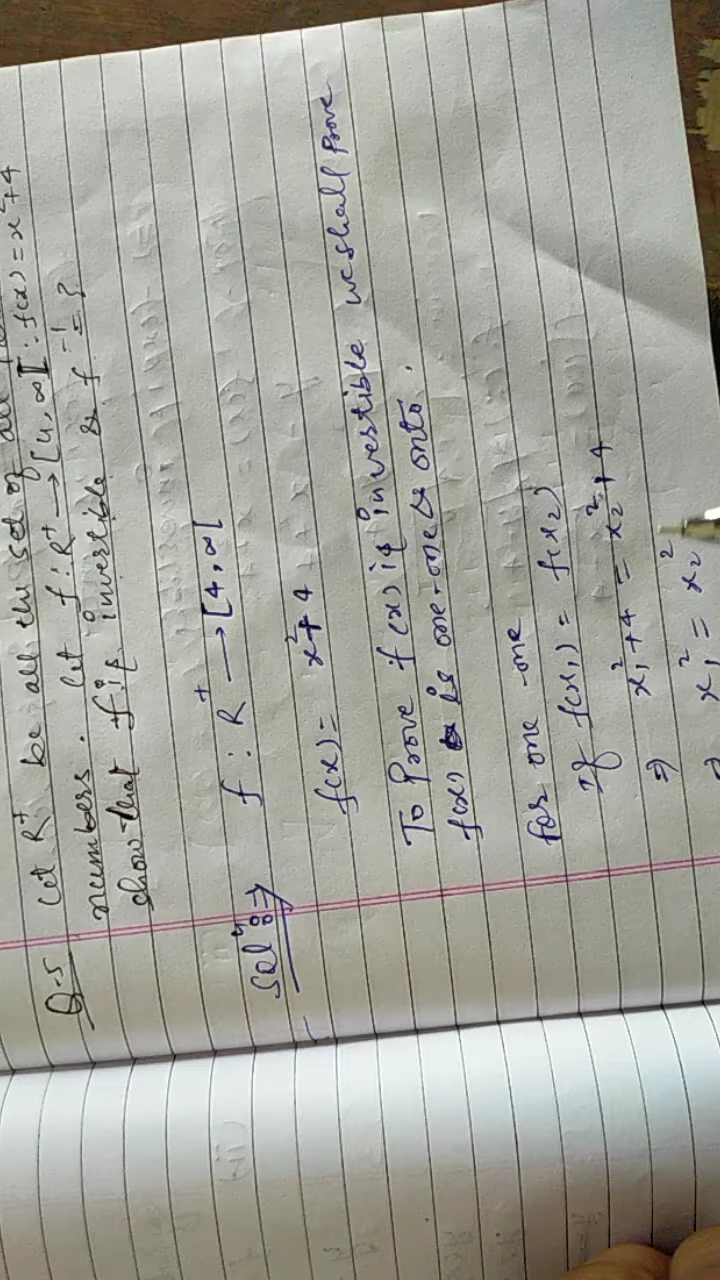 Q.5 Let R⁺ be all the set of all : f(x) = x²+4
numbers. Let f : R⁺ → [4, ∞[
show that f is invertible & f⁻¹ = ?
Solⁿ :⇒ f : R⁺ → [4, ∞[
f(x) = x²+4
To Prove f(x) is invertible we shall prove
f(x) is one-one & onto.
for one-one
If f(x₁) = f(x₂)
⇒ x₁²+4 = x₂²+4
⇒ x₁² = x₂²